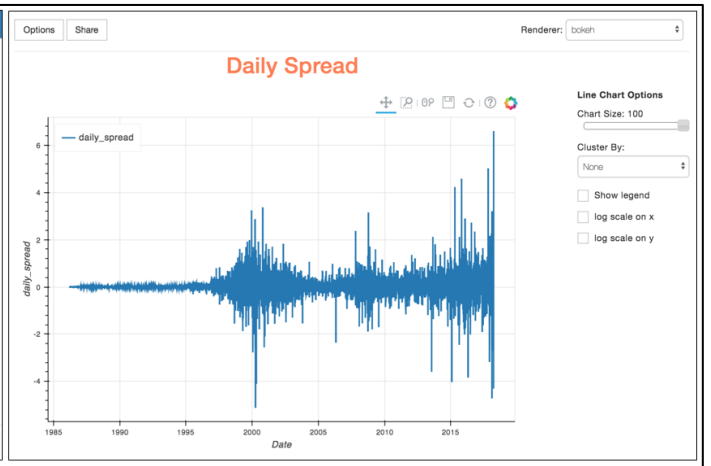 Options Share Renderer: bokeh
Daily Spread
Line Chart Options
Chart Size: 100
daily_spread
Cluster By:
None
Show legend
log scale on x
log scale on y
6
4
2
0
-2
-4
daily_spread
1985 1990 1995 2000 2005 2010 2015
Date